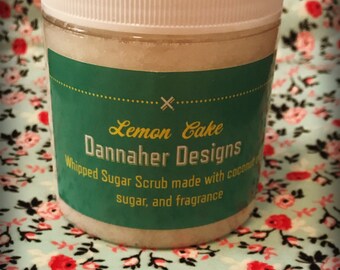 Lemon Cake
Dannaher Designs
Whipped Sugar Scrub made with coconut
sugar, and fragrance